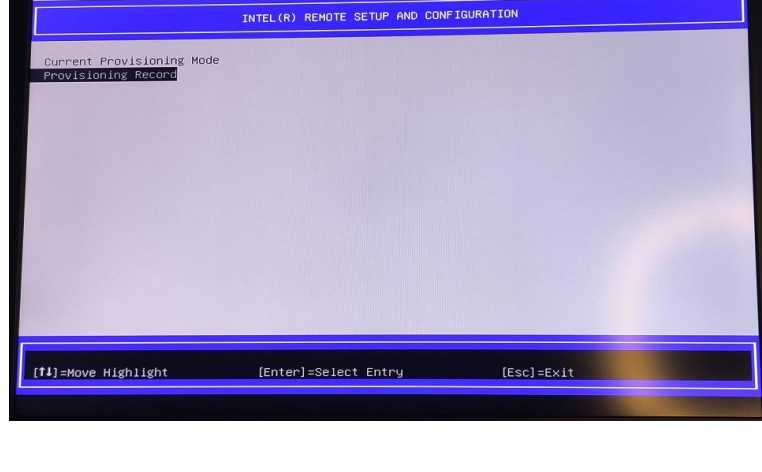 INTEL(R) REMOTE SETUP AND CONFIGURATION
Current Provisioning Mode
Provisioning Record
[↑↓]=Move Highlight [Enter]=Select Entry [Esc]=Exit